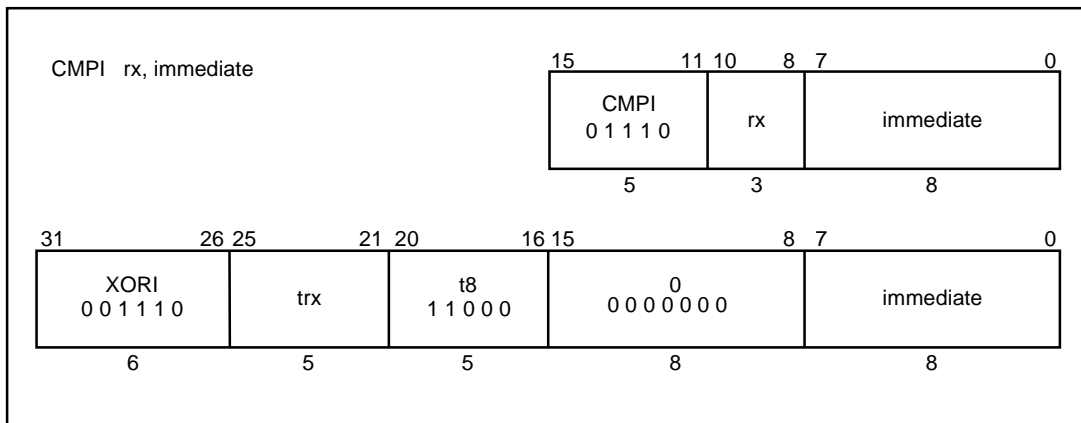 CMPI rx, immediate
15 11 10 8 7 0
CMPI rx immediate
0 1 1 1 0
5 3 8
31 26 25 21 20 16 15 8 7 0
XORI trx t8 0 immediate
0 0 1 1 1 0 1 1 0 0 0 0 0 0 0 0 0 0
6 5 5 8 8